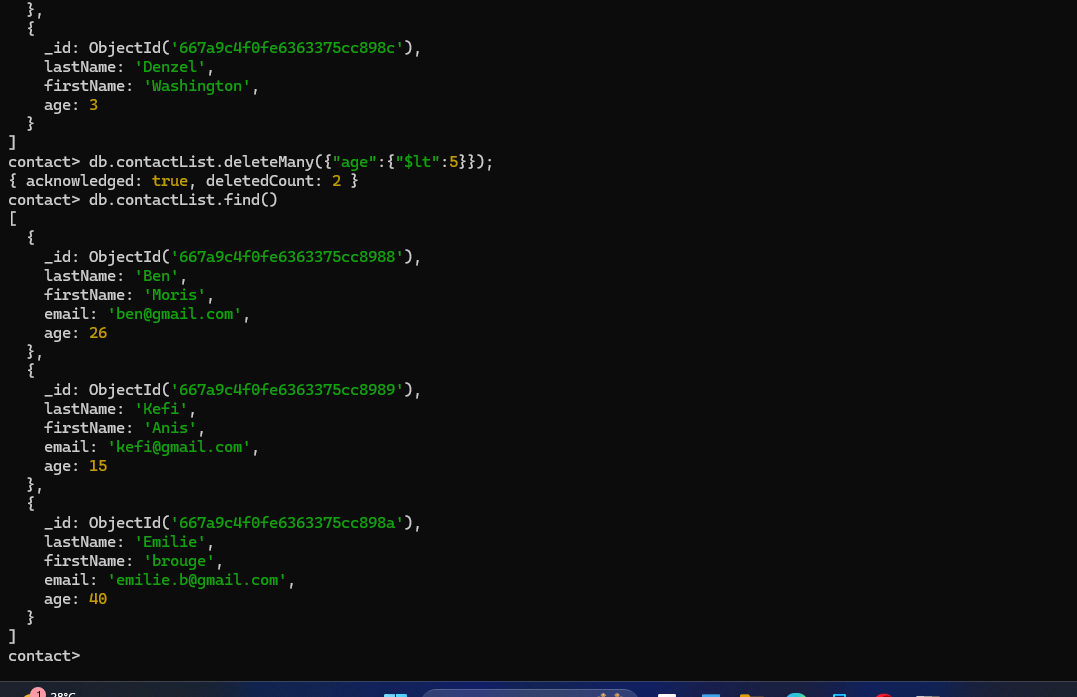 },
  {
    _id: ObjectId('667a9c4f0fe6363375cc898c'),
    lastName: 'Denzel',
    firstName: 'Washington',
    age: 3
  }
]
contact> db.contactList.deleteMany({"age":{"$lt":5}});
{ acknowledged: true, deletedCount: 2 }
contact> db.contactList.find()
[
  {
    _id: ObjectId('667a9c4f0fe6363375cc8988'),
    lastName: 'Ben',
    firstName: 'Moris',
    email: 'ben@gmail.com',
    age: 26
  },
  {
    _id: ObjectId('667a9c4f0fe6363375cc8989'),
    lastName: 'Kefi',
    firstName: 'Anis',
    email: 'kefi@gmail.com',
    age: 15
  },
  {
    _id: ObjectId('667a9c4f0fe6363375cc898a'),
    lastName: 'Emilie',
    firstName: 'brouge',
    email: 'emilie.b@gmail.com',
    age: 40
  }
]
contact>
1
28°C